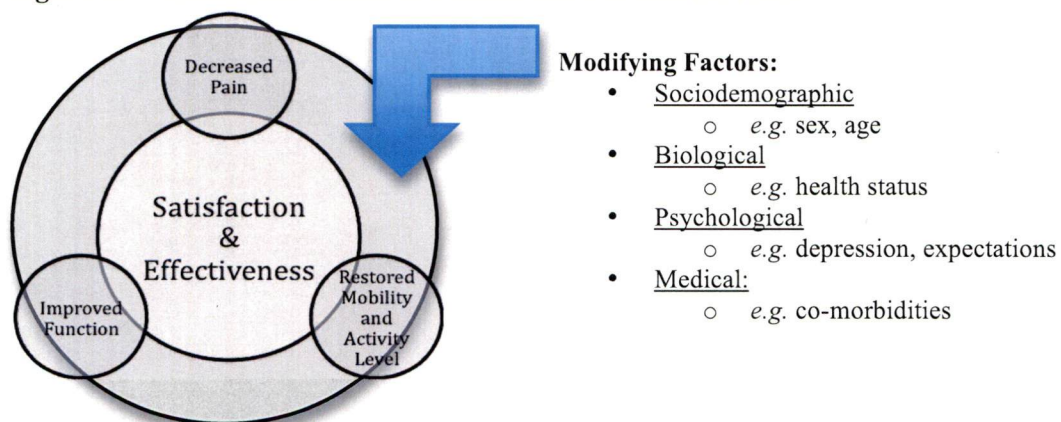 Decreased
Pain
Satisfaction
&
Effectiveness
Improved
Function
Restored
Mobility
and
Activity
Level
Modifying Factors:
• Sociodemographic
○ e.g. sex, age
• Biological
○ e.g. health status
• Psychological
○ e.g. depression, expectations
• Medical:
○ e.g. co-morbidities